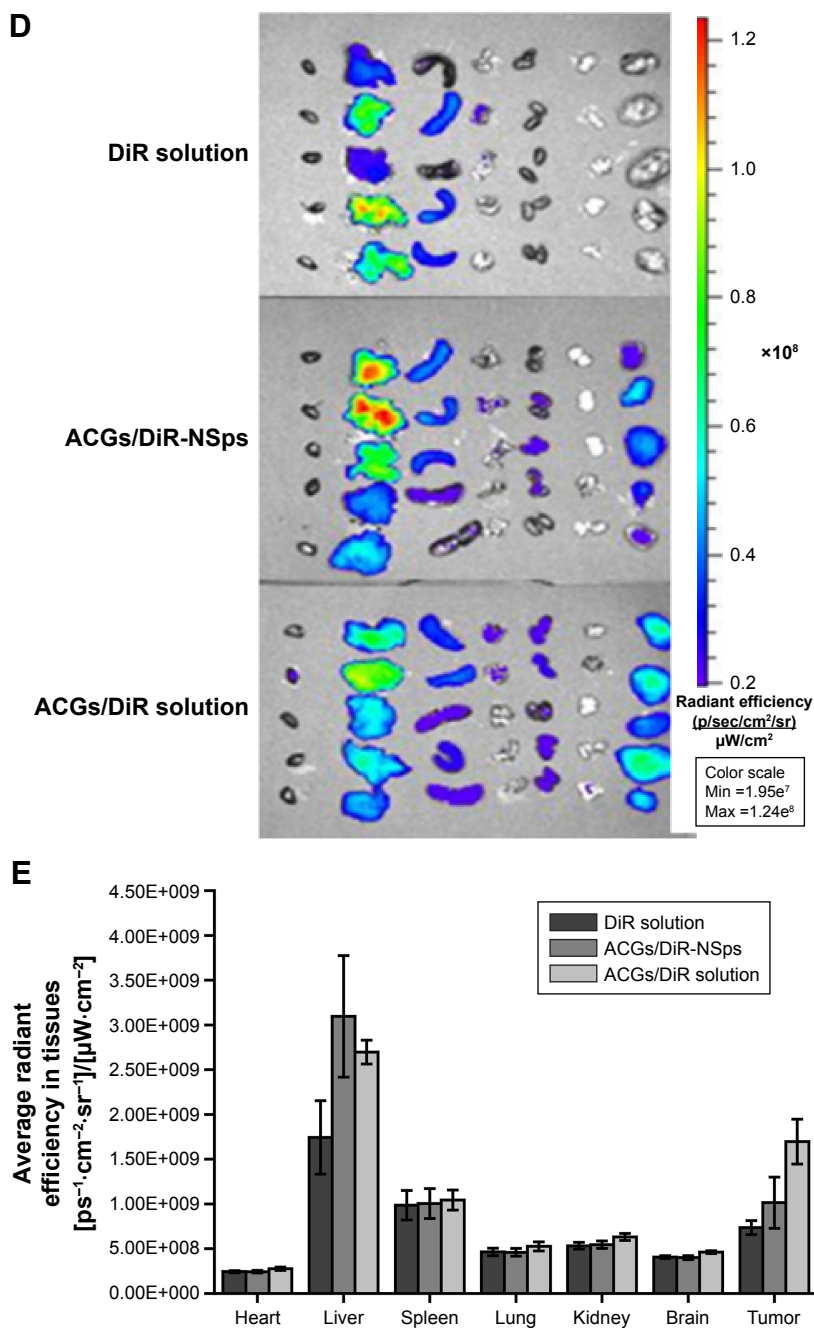 D
DiR solution
ACGs/DiR-NSps
ACGs/DiR solution
1.2
1.0
0.8
×10⁸
0.6
0.4
0.2
Radiant efficiency
(p/sec/cm²/sr)
µW/cm²
Color scale
Min =1.95e⁷
Max =1.24e⁸
E
Average radiant
efficiency in tissues
[ps⁻¹·cm⁻²·sr⁻¹]/[µW·cm⁻²]
4.50E+009
4.00E+009
3.50E+009
3.00E+009
2.50E+009
2.00E+009
1.50E+009
1.00E+009
5.00E+008
0.00E+000
DiR solution
ACGs/DiR-NSps
ACGs/DiR solution
Heart Liver Spleen Lung Kidney Brain Tumor